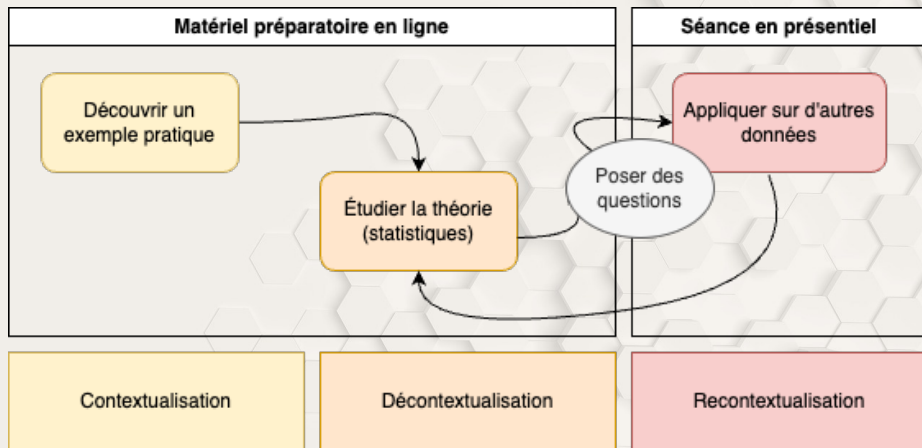 Matériel préparatoire en ligne
Séance en présentiel
Découvrir un
exemple pratique
Appliquer sur d'autres
données
Étudier la théorie
(statistiques)
Poser des
questions
Contextualisation
Décontextualisation
Recontextualisation